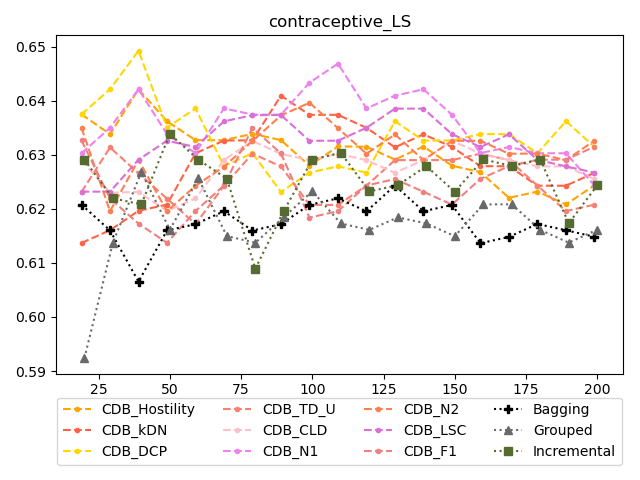 contraceptive_LS
0.65
0.64
0.63
0.62
0.61
0.60
0.59
25 50 75 100 125 150 175 200
CDB_Hostility CDB_TD_U CDB_N2 Bagging
CDB_kDN CDB_CLD CDB_LSC Grouped
CDB_DCP CDB_N1 CDB_F1 Incremental